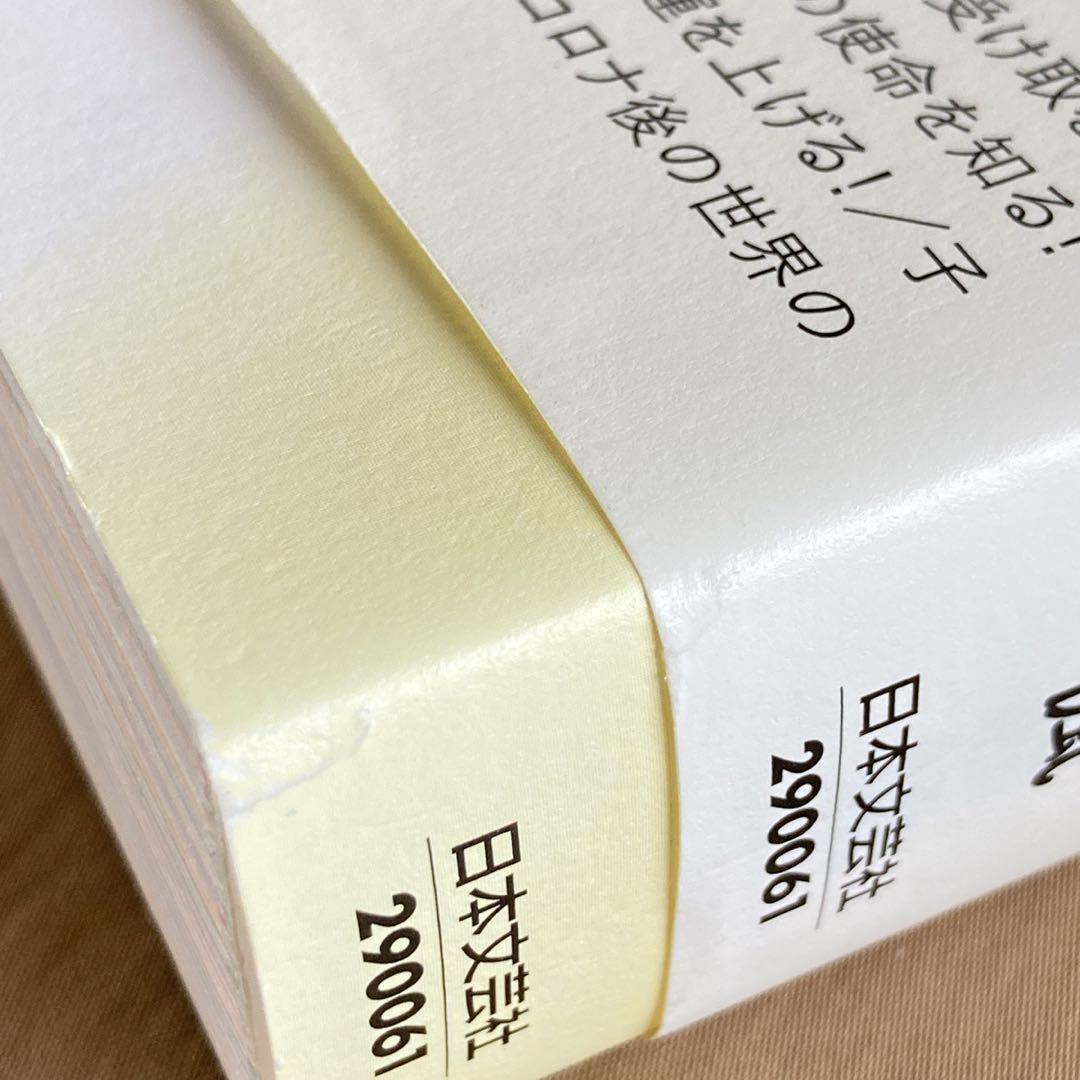 受け取る
の使命を知る!
運を上げる!/子
コロナ後の世界の
日本文芸社
290061
日本文芸社
290061